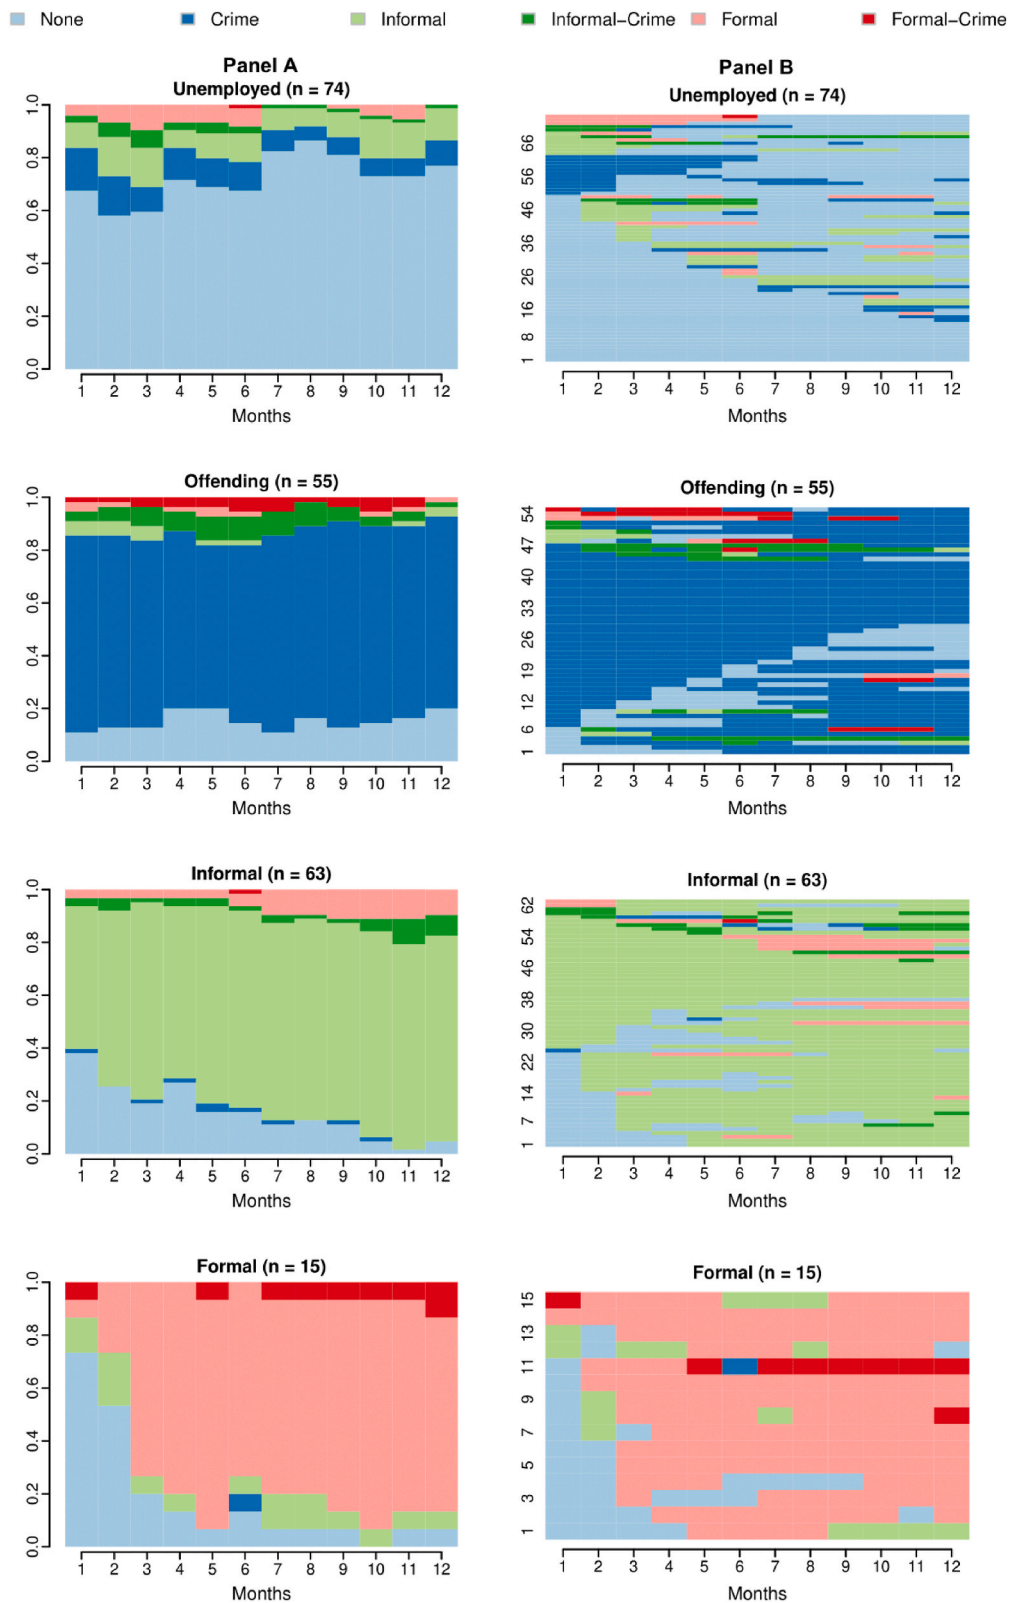 None Crime Informal Informal−Crime Formal Formal−Crime
Panel A
Unemployed (n = 74)
0.0 0.2 0.4 0.6 0.8 1.0
1 2 3 4 5 6 7 8 9 10 11 12
Months
Panel B
Unemployed (n = 74)
1 8 16 26 36 46 56 66
1 2 3 4 5 6 7 8 9 10 11 12
Months
Offending (n = 55)
0.0 0.2 0.4 0.6 0.8 1.0
1 2 3 4 5 6 7 8 9 10 11 12
Months
Offending (n = 55)
1 6 12 19 26 33 40 47 54
1 2 3 4 5 6 7 8 9 10 11 12
Months
Informal (n = 63)
0.0 0.2 0.4 0.6 0.8 1.0
1 2 3 4 5 6 7 8 9 10 11 12
Months
Informal (n = 63)
1 7 14 22 30 38 46 54 62
1 2 3 4 5 6 7 8 9 10 11 12
Months
Formal (n = 15)
0.0 0.2 0.4 0.6 0.8 1.0
1 2 3 4 5 6 7 8 9 10 11 12
Months
Formal (n = 15)
1 3 5 7 9 11 13 15
1 2 3 4 5 6 7 8 9 10 11 12
Months